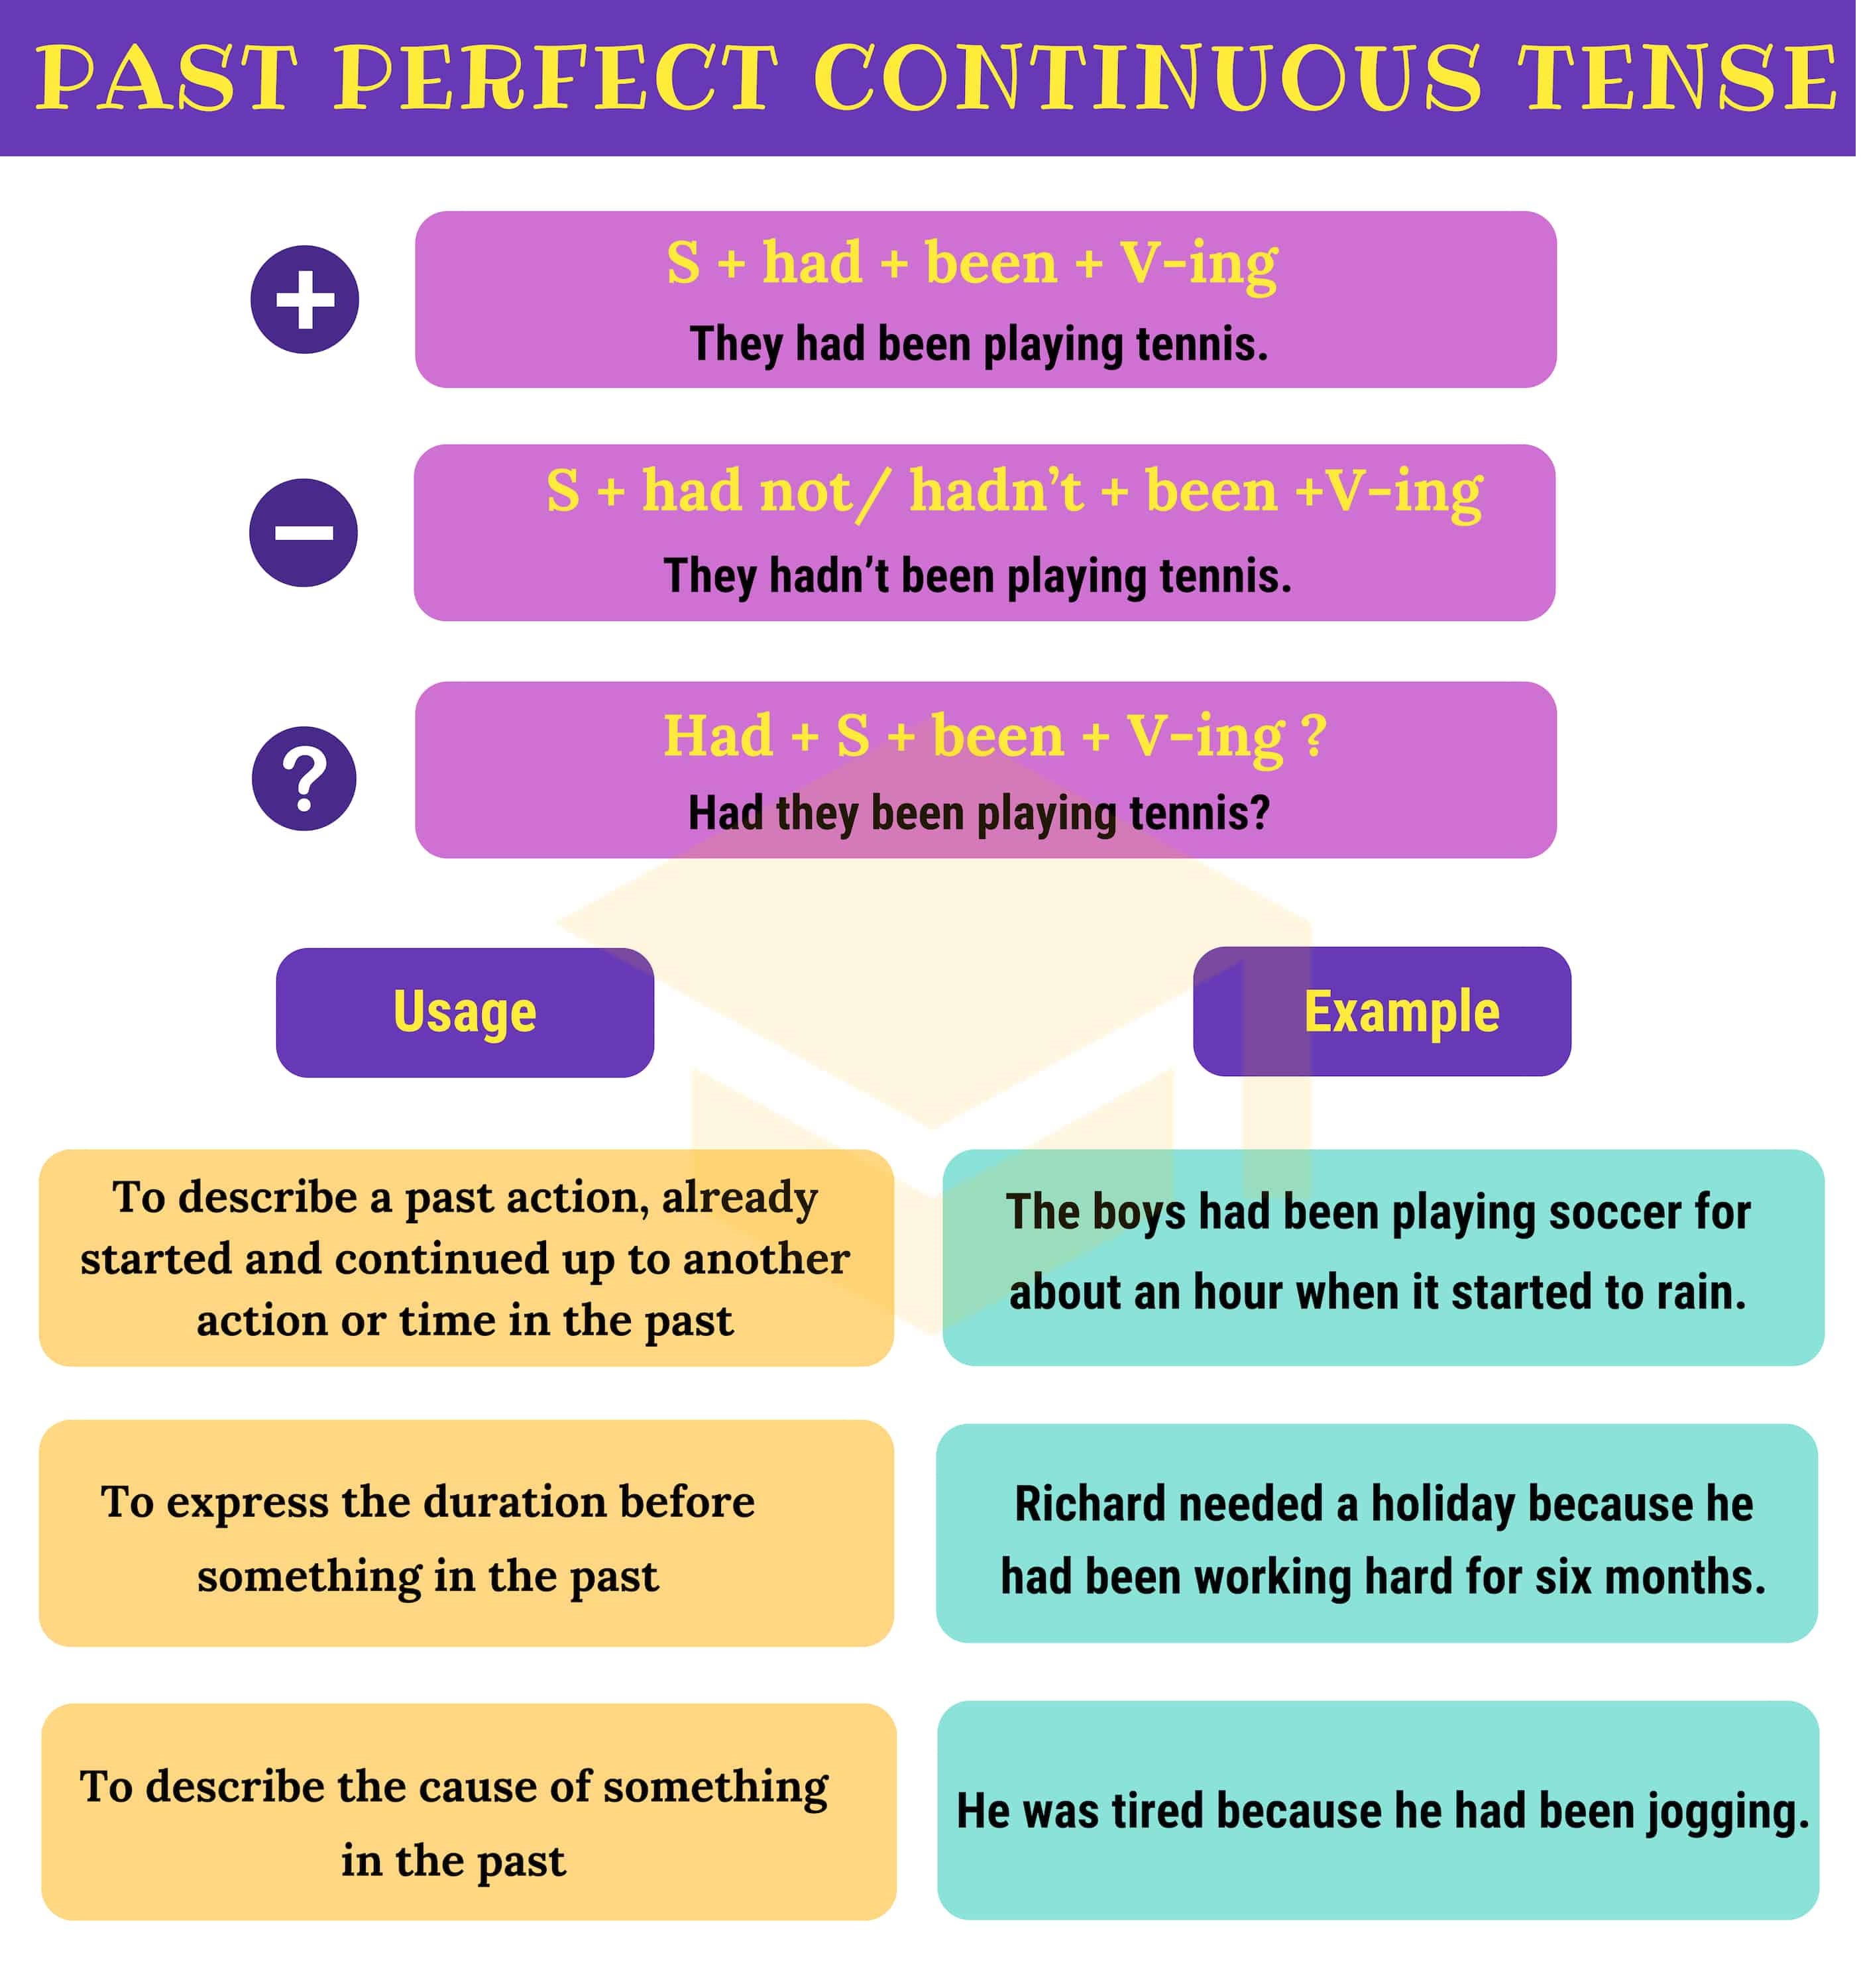 PAST PERFECT CONTINUOUS TENSE
+
S + had + been + V-ing
They had been playing tennis.
−
S + had not/ hadn't + been +V-ing
They hadn't been playing tennis.
?
Had + S + been + V-ing ?
Had they been playing tennis?
Usage
Example
To describe a past action, already
started and continued up to another
action or time in the past
The boys had been playing soccer for
about an hour when it started to rain.
To express the duration before
something in the past
Richard needed a holiday because he
had been working hard for six months.
To describe the cause of something
in the past
He was tired because he had been jogging.